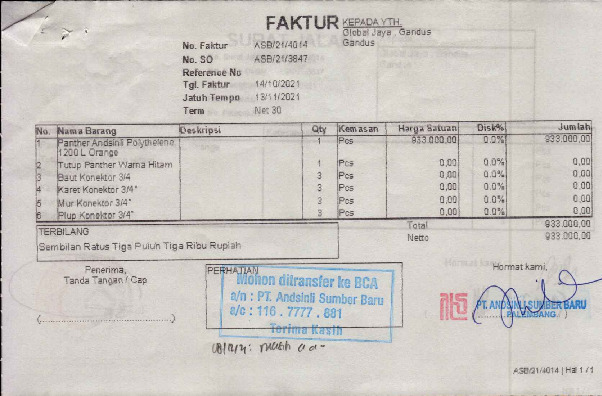 FAKTUR
KEPADA YTH.
Global Jaya , Gandus
Gandus
No. Faktur ASB/21/4014
No. SO ASB/21/3847
Reference No
Tgl. Faktur 14/10/2021
Jatuh Tempo 13/11/2021
Term Net 30
No. Nama Barang Deskripsi Qty Kemasan Harga Satuan Disk% Jumlah
1 Panther Andsinli Polythelene 1 Pcs 933.000,00 0.0% 933.000,00
1200 L Orange
2 Tutup Panther Warna Hitam 1 Pcs 0,00 0.0% 0,00
3 Baut Konektor 3/4 3 Pcs 0,00 0.0% 0,00
4 Karet Konektor 3/4" 3 Pcs 0,00 0.0% 0,00
5 Mur Konektor 3/4" 3 Pcs 0,00 0.0% 0,00
6 Plup Konektor 3/4" 3 Pcs 0,00 0.0% 0,00
Total 933.000,00
Netto 933.000,00
TERBILANG
Sembilan Ratus Tiga Puluh Tiga Ribu Rupiah
Penerima,
Tanda Tangan / Cap
(........................................)
PERHATIAN
Mohon ditransfer ke BCA
a/n : PT. Andsinli Sumber Baru
a/c : 116 . 7777 . 881
Terima Kasih
Hormat kami,
PT. ANDSINLI SUMBER BARU
PALEMBANG
ASB/21/4014 | Hal 1 / 1